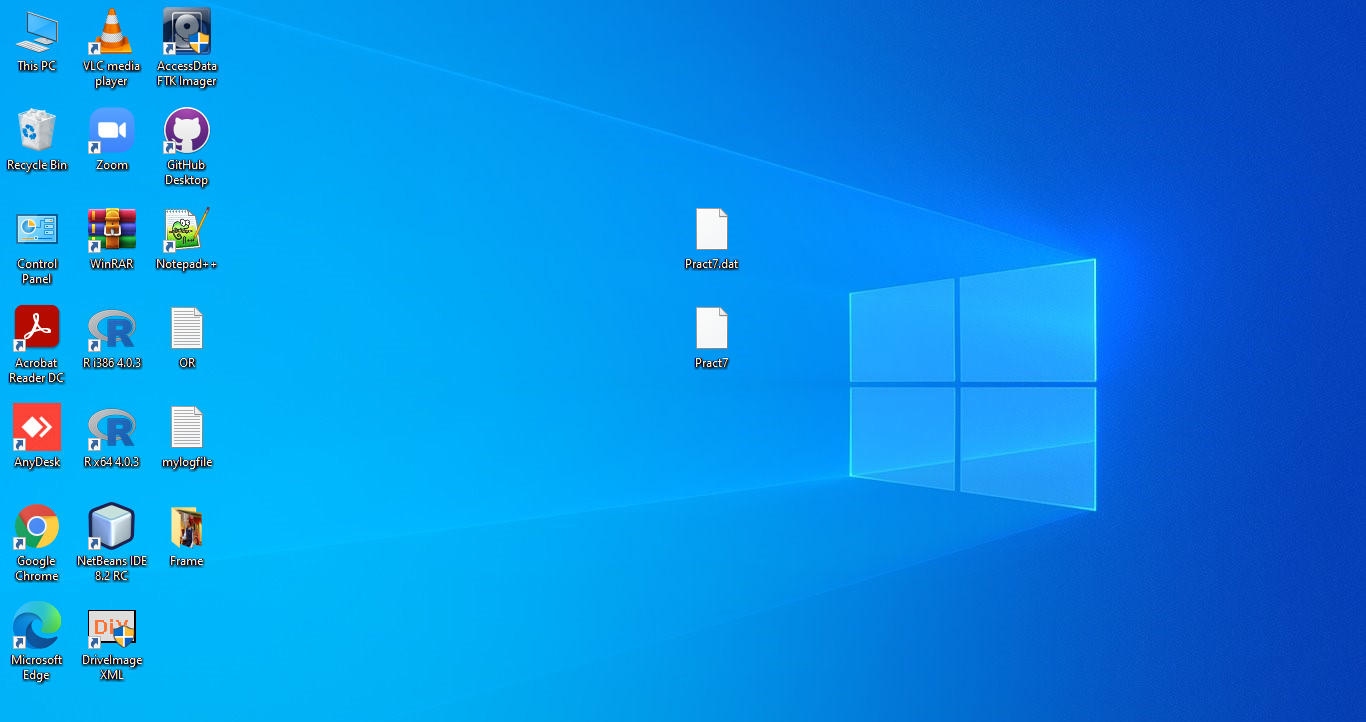 This PC
VLC media
player
AccessData
FTK Imager
Recycle Bin
Zoom
GitHub
Desktop
Control
Panel
WinRAR
Notepad++
Pract7.dat
Acrobat
Reader DC
R i386 4.0.3
OR
Pract7
AnyDesk
R x64 4.0.3
mylogfile
Google
Chrome
NetBeans IDE
8.2 RC
Frame
Microsoft
Edge
DiX
DriveImage
XML